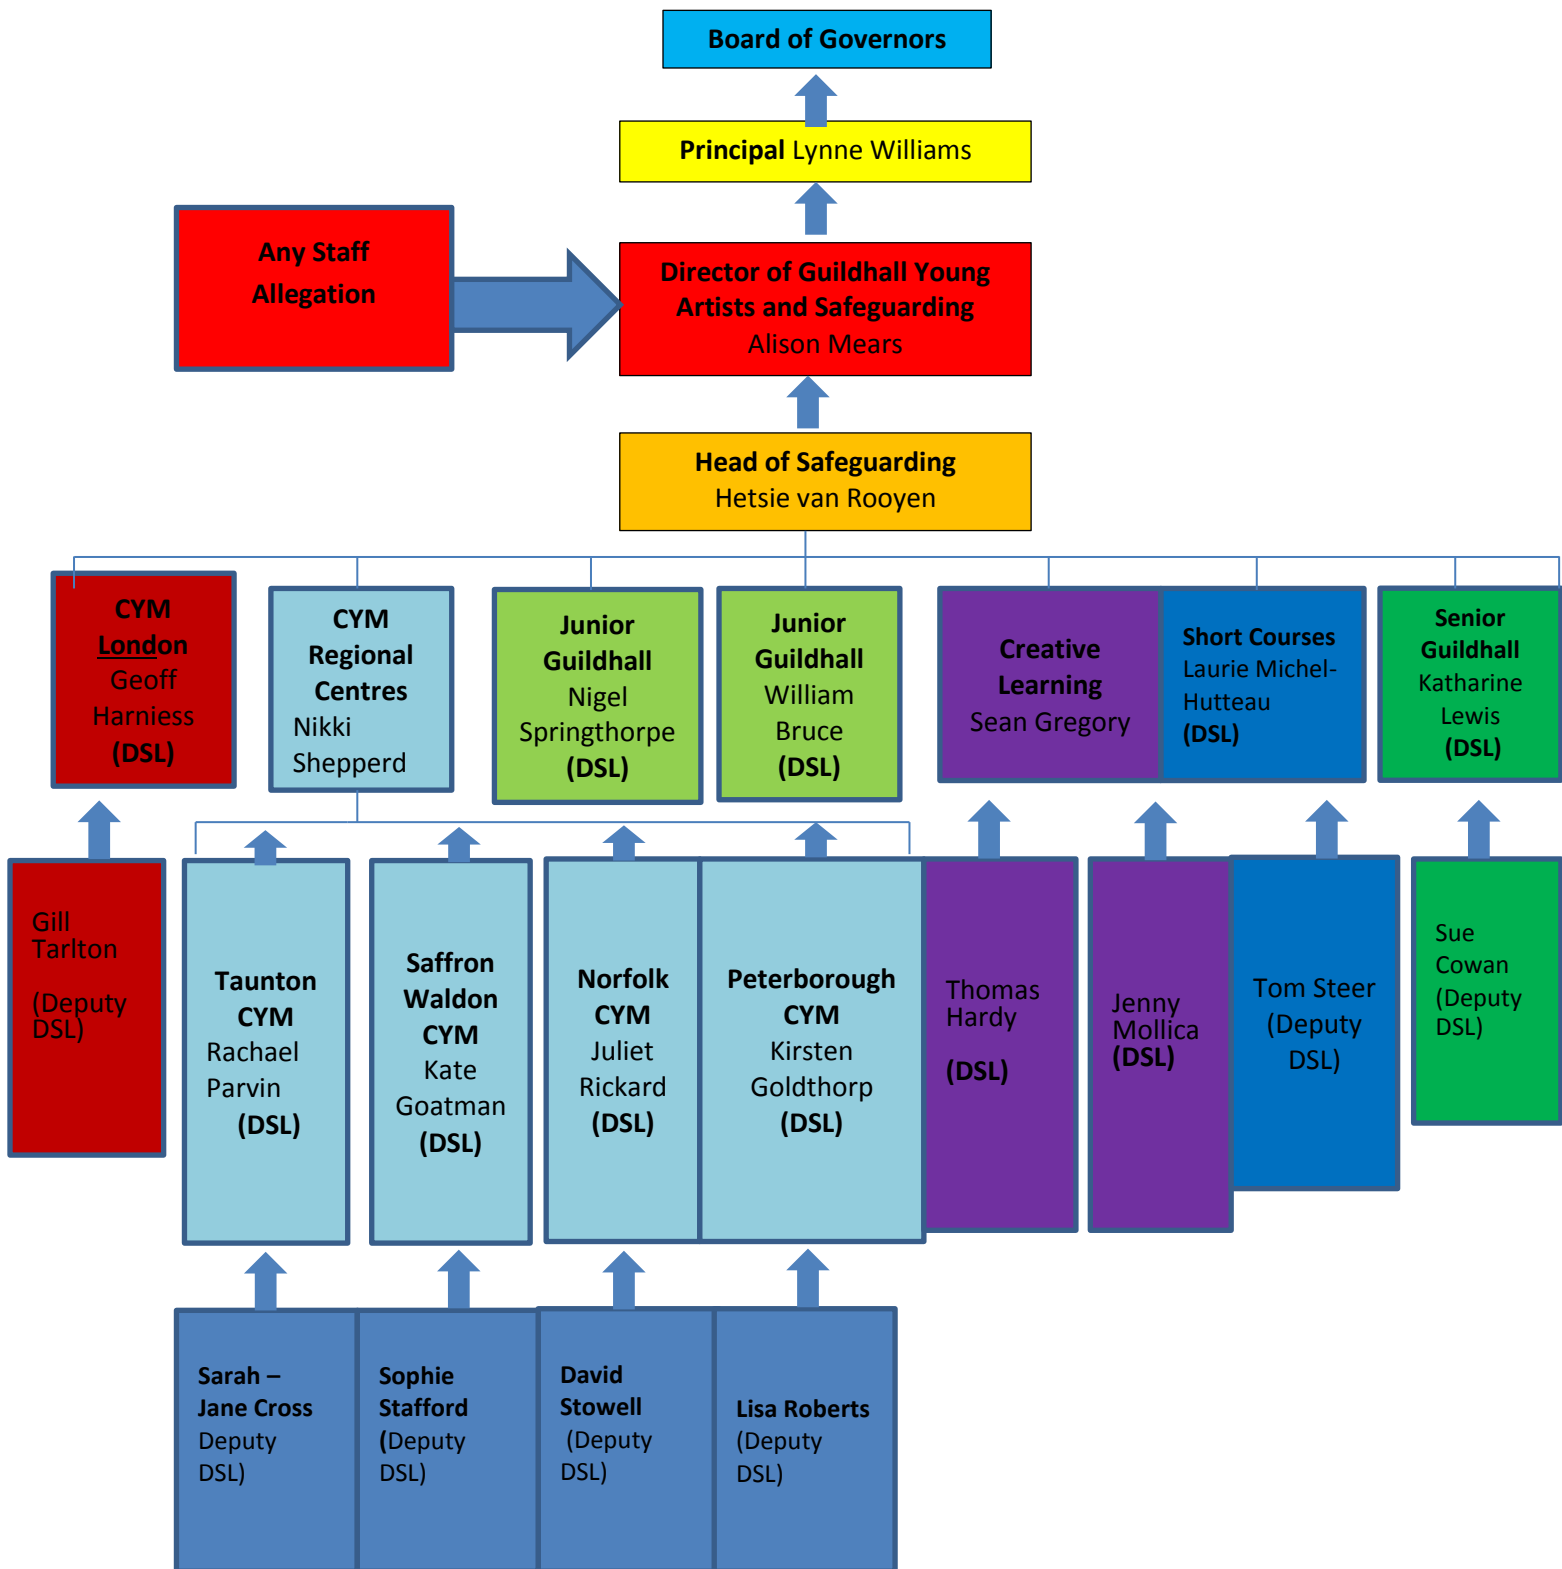 Board of Governors
Principal Lynne Williams
Any Staff
Allegation
Director of Guildhall Young
Artists and Safeguarding
Alison Mears
Head of Safeguarding
Hetsie van Rooyen
CYM
London
Geoff
Harniess
(DSL)
CYM
Regional
Centres
Nikki
Shepperd
Junior
Guildhall
Nigel
Springthorpe
(DSL)
Junior
Guildhall
William
Bruce
(DSL)
Creative
Learning
Sean Gregory
Short Courses
Laurie Michel-
Hutteau
(DSL)
Senior
Guildhall
Katharine
Lewis
(DSL)
Gill
Tarlton
(Deputy
DSL)
Taunton
CYM
Rachael
Parvin
(DSL)
Saffron
Waldon
CYM
Kate
Goatman
(DSL)
Norfolk
CYM
Juliet
Rickard
(DSL)
Peterborough
CYM
Kirsten
Goldthorp
(DSL)
Thomas
Hardy
(DSL)
Jenny
Mollica
(DSL)
Tom Steer
(Deputy
DSL)
Sue
Cowan
(Deputy
DSL)
Sarah –
Jane Cross
Deputy
DSL)
Sophie
Stafford
(Deputy
DSL)
David
Stowell
(Deputy
DSL)
Lisa Roberts
(Deputy
DSL)